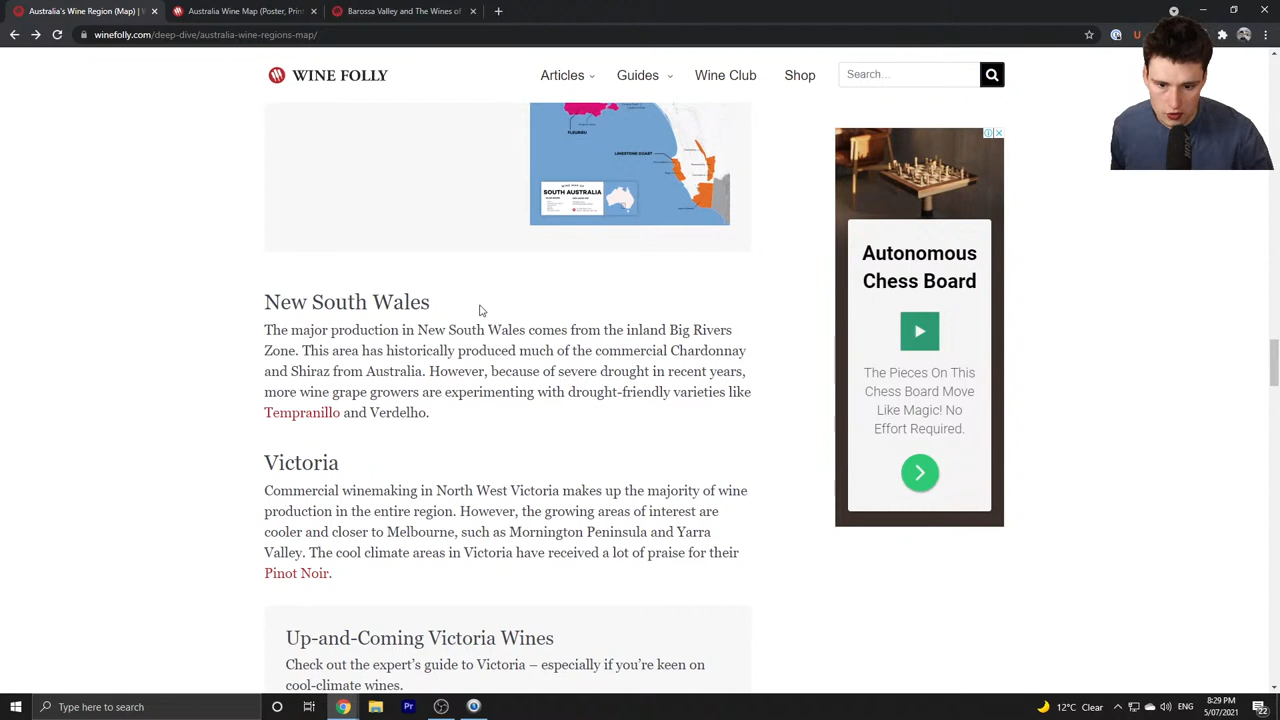 Australia's Wine Region (Map) |
Australia Wine Map (Poster, Print
Barossa Valley and The Wines of
winefolly.com/deep-dive/australia-wine-regions-map/
WINE FOLLY
Articles
Guides
Wine Club
Shop
Search...
FLEURIEU
LIMESTONE COAST
WINE MAP OF
SOUTH AUSTRALIA
New South Wales
The major production in New South Wales comes from the inland Big Rivers
Zone. This area has historically produced much of the commercial Chardonnay
and Shiraz from Australia. However, because of severe drought in recent years,
more wine grape growers are experimenting with drought-friendly varieties like
Tempranillo and Verdelho.
Victoria
Commercial winemaking in North West Victoria makes up the majority of wine
production in the entire region. However, the growing areas of interest are
cooler and closer to Melbourne, such as Mornington Peninsula and Yarra
Valley. The cool climate areas in Victoria have received a lot of praise for their
Pinot Noir.
Up-and-Coming Victoria Wines
Check out the expert's guide to Victoria – especially if you're keen on
cool-climate wines.
Autonomous
Chess Board
The Pieces On This
Chess Board Move
Like Magic! No
Effort Required.
Type here to search
Pr
12°C Clear
ENG
8:29 PM
5/07/2021
22